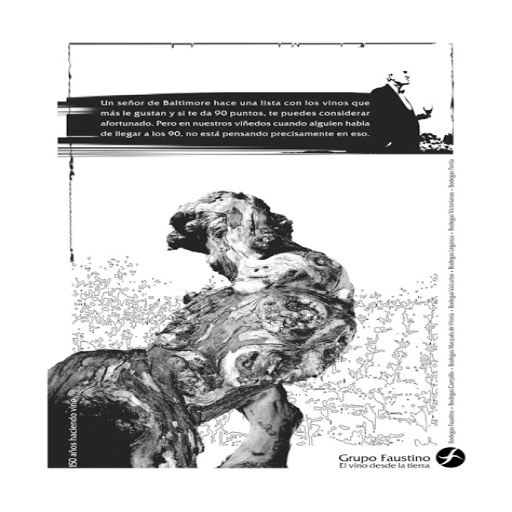 Un señor de Baltimore hace una lista con los vinos que
más le gustan y si te da 90 puntos, te puedes considerar
afortunado. Pero en nuestros viñedos cuando alguien habla
de llegar a los 90, no está pensando precisamente en eso.
150 años haciendo vino
Bodegas Faustino • Bodegas Campillo • Bodegas Marqués de Vitoria • Bodegas Valcarlos • Bodegas Leganza • Bodegas Victorianas • Bodegas Portia
Grupo Faustino
El vino desde la tierra